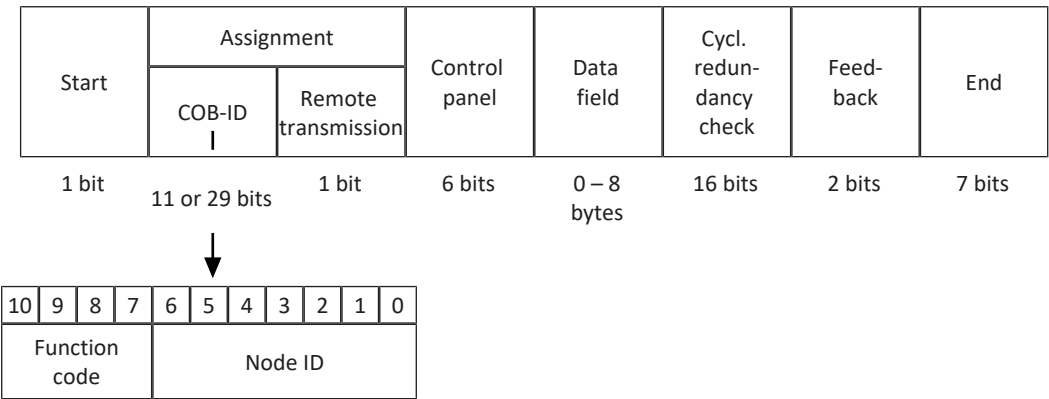 Start
Assignment
COB-ID
Remote
transmission
Control
panel
Data
field
Cycl.
redun-
dancy
check
Feed-
back
End
1 bit
11 or 29 bits
1 bit
6 bits
0 – 8
bytes
16 bits
2 bits
7 bits
10 9 8 7 6 5 4 3 2 1 0
Function
code
Node ID